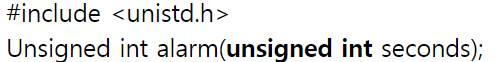 #include <unistd.h>
Unsigned int alarm(unsigned int seconds);